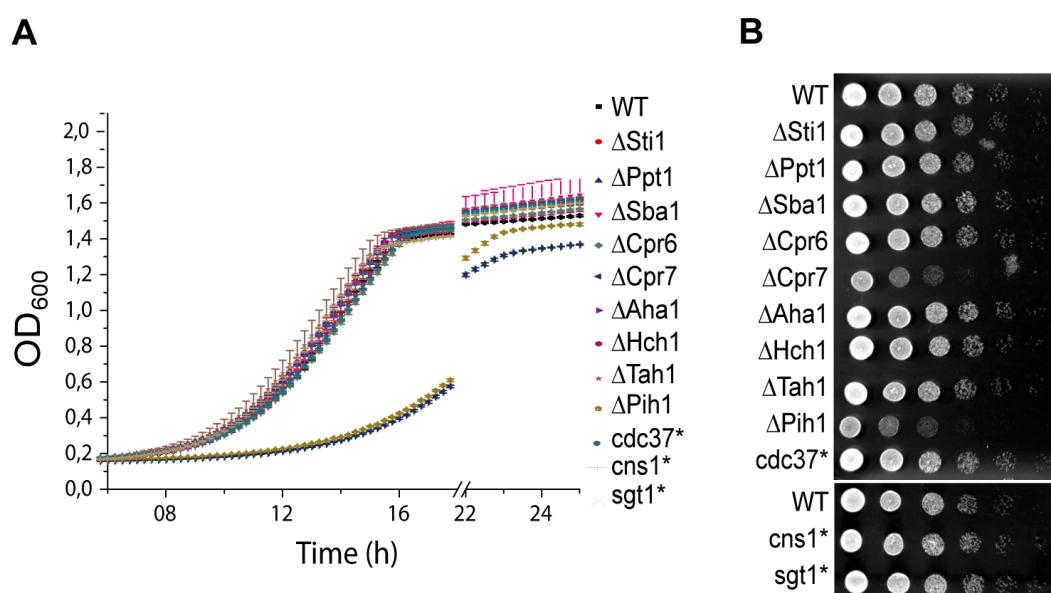 A
B
2,0
1,8
1,6
1,4
1,2
1,0
0,8
0,6
0,4
0,2
0,0
OD600
08
12
16
22
24
Time (h)
WT
ΔSti1
ΔPpt1
ΔSba1
ΔCpr6
ΔCpr7
ΔAha1
ΔHch1
ΔTah1
ΔPih1
cdc37*
cns1*
sgt1*
WT
ΔSti1
ΔPpt1
ΔSba1
ΔCpr6
ΔCpr7
ΔAha1
ΔHch1
ΔTah1
ΔPih1
cdc37*
WT
cns1*
sgt1*